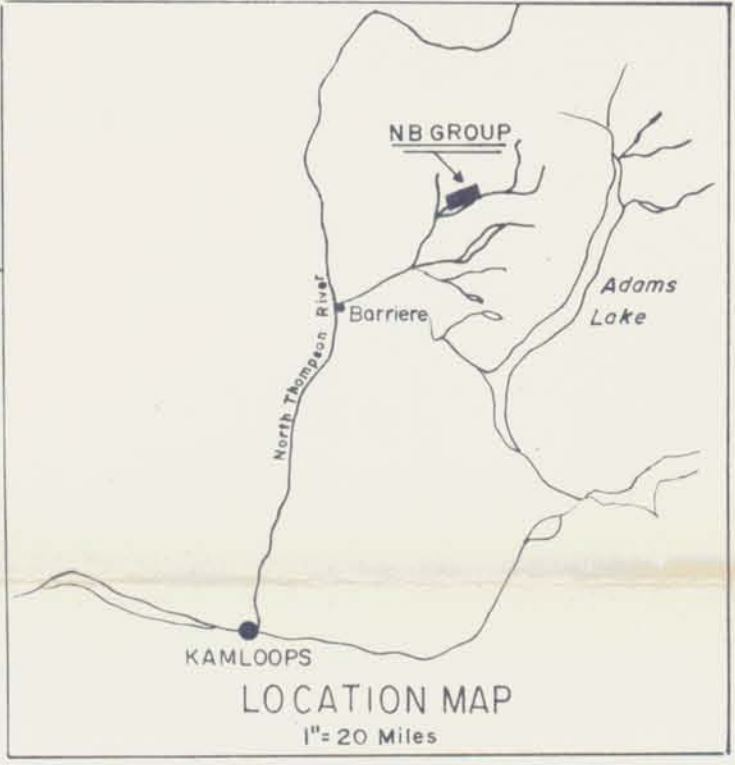 NB GROUP
Adams
Lake
Barriere
North Thompson River
KAMLOOPS
LOCATION MAP
1"= 20 Miles